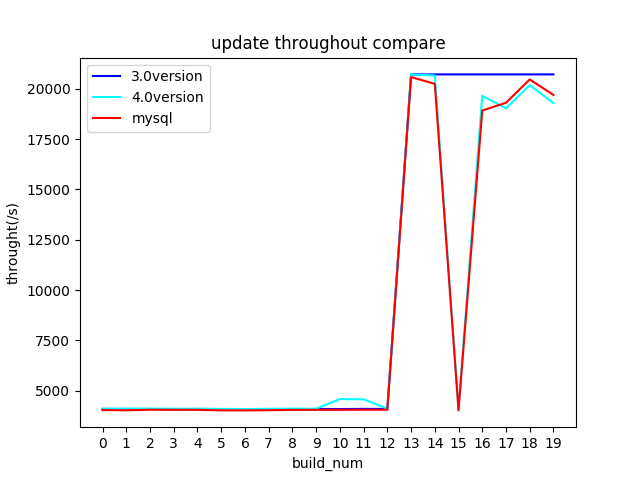 update throughout compare
3.0version
4.0version
mysql
throught(/s)
20000
17500
15000
12500
10000
7500
5000
0 1 2 3 4 5 6 7 8 9 10 11 12 13 14 15 16 17 18 19
build_num